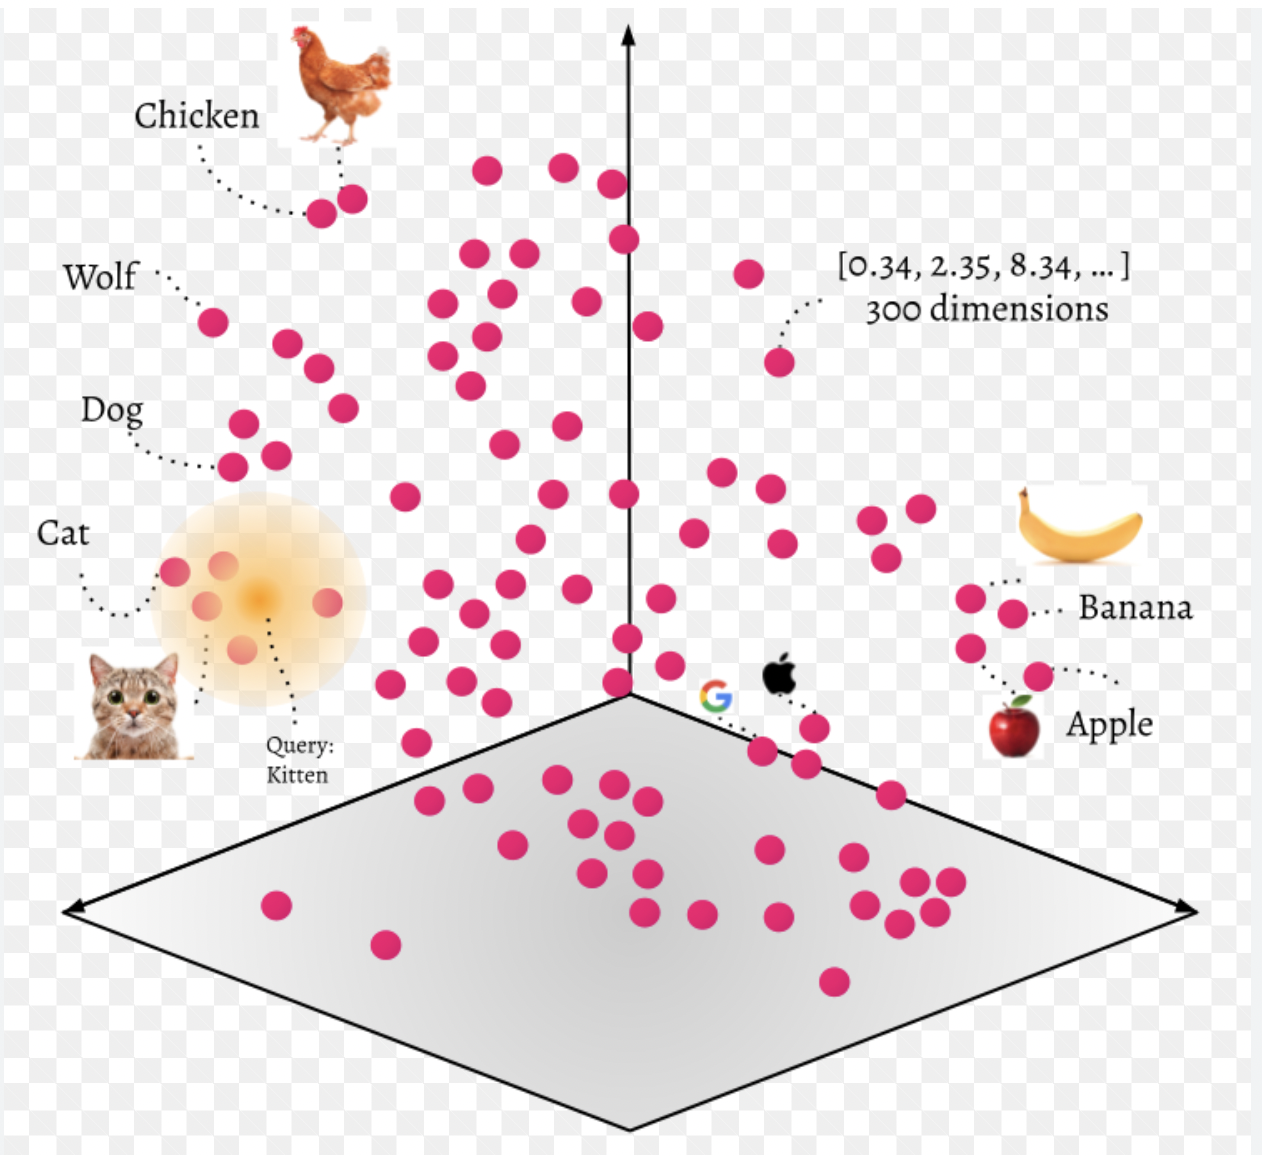 Chicken
Wolf
[0.34, 2.35, 8.34, ... ]
300 dimensions
Dog
Cat
Banana
G
Apple
Query:
Kitten